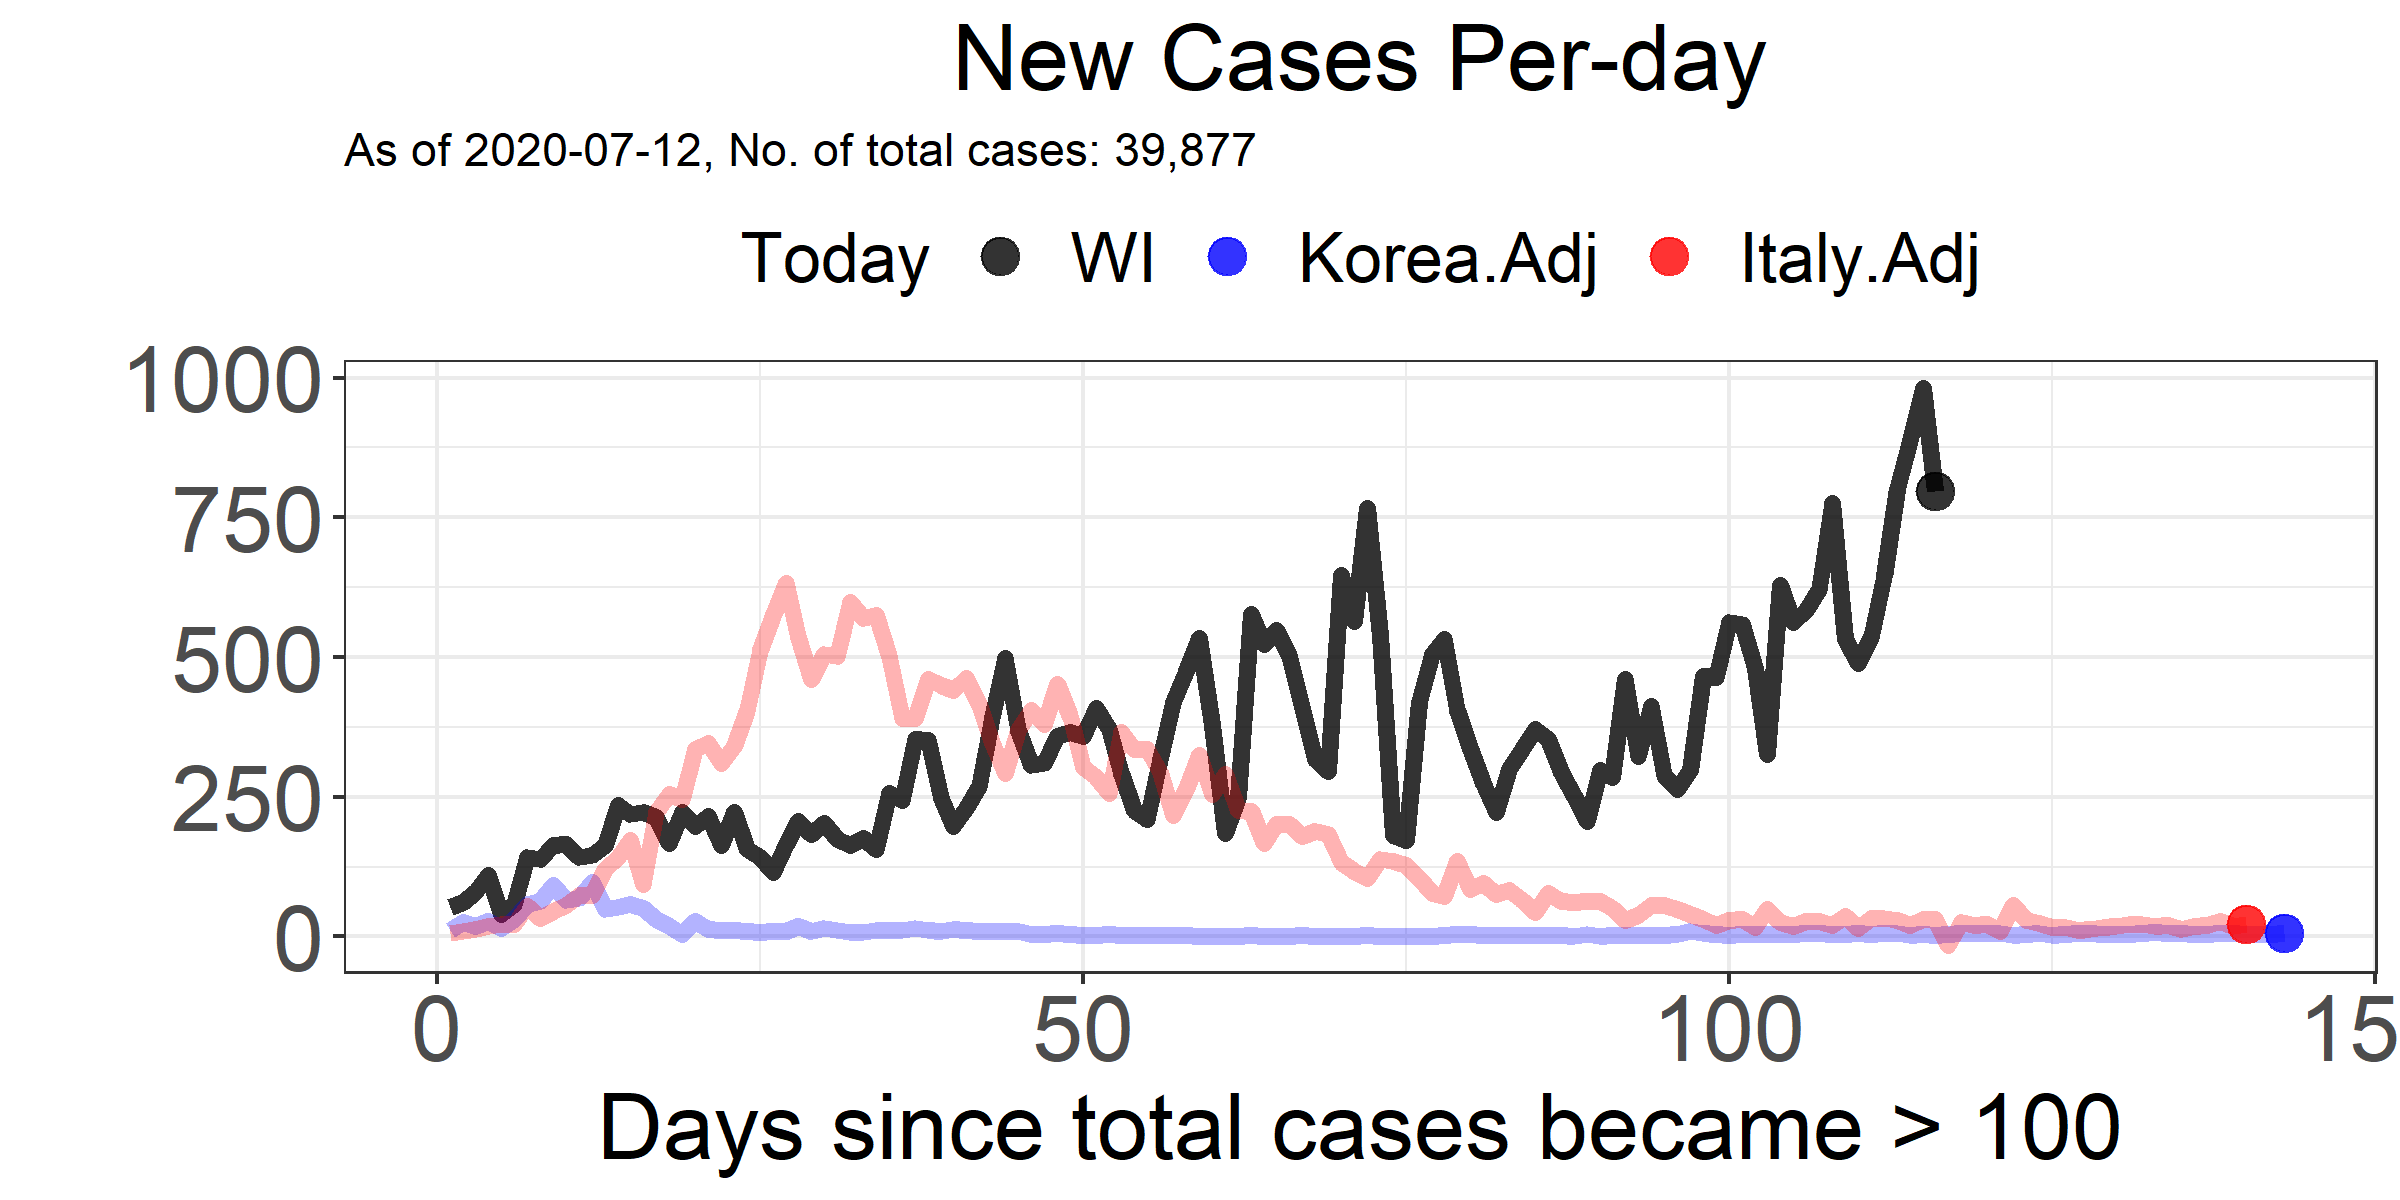 New Cases Per-day
As of 2020-07-12, No. of total cases: 39,877
Today WI Korea.Adj Italy.Adj
1000
750
500
250
0
0 50 100 15
Days since total cases became > 100